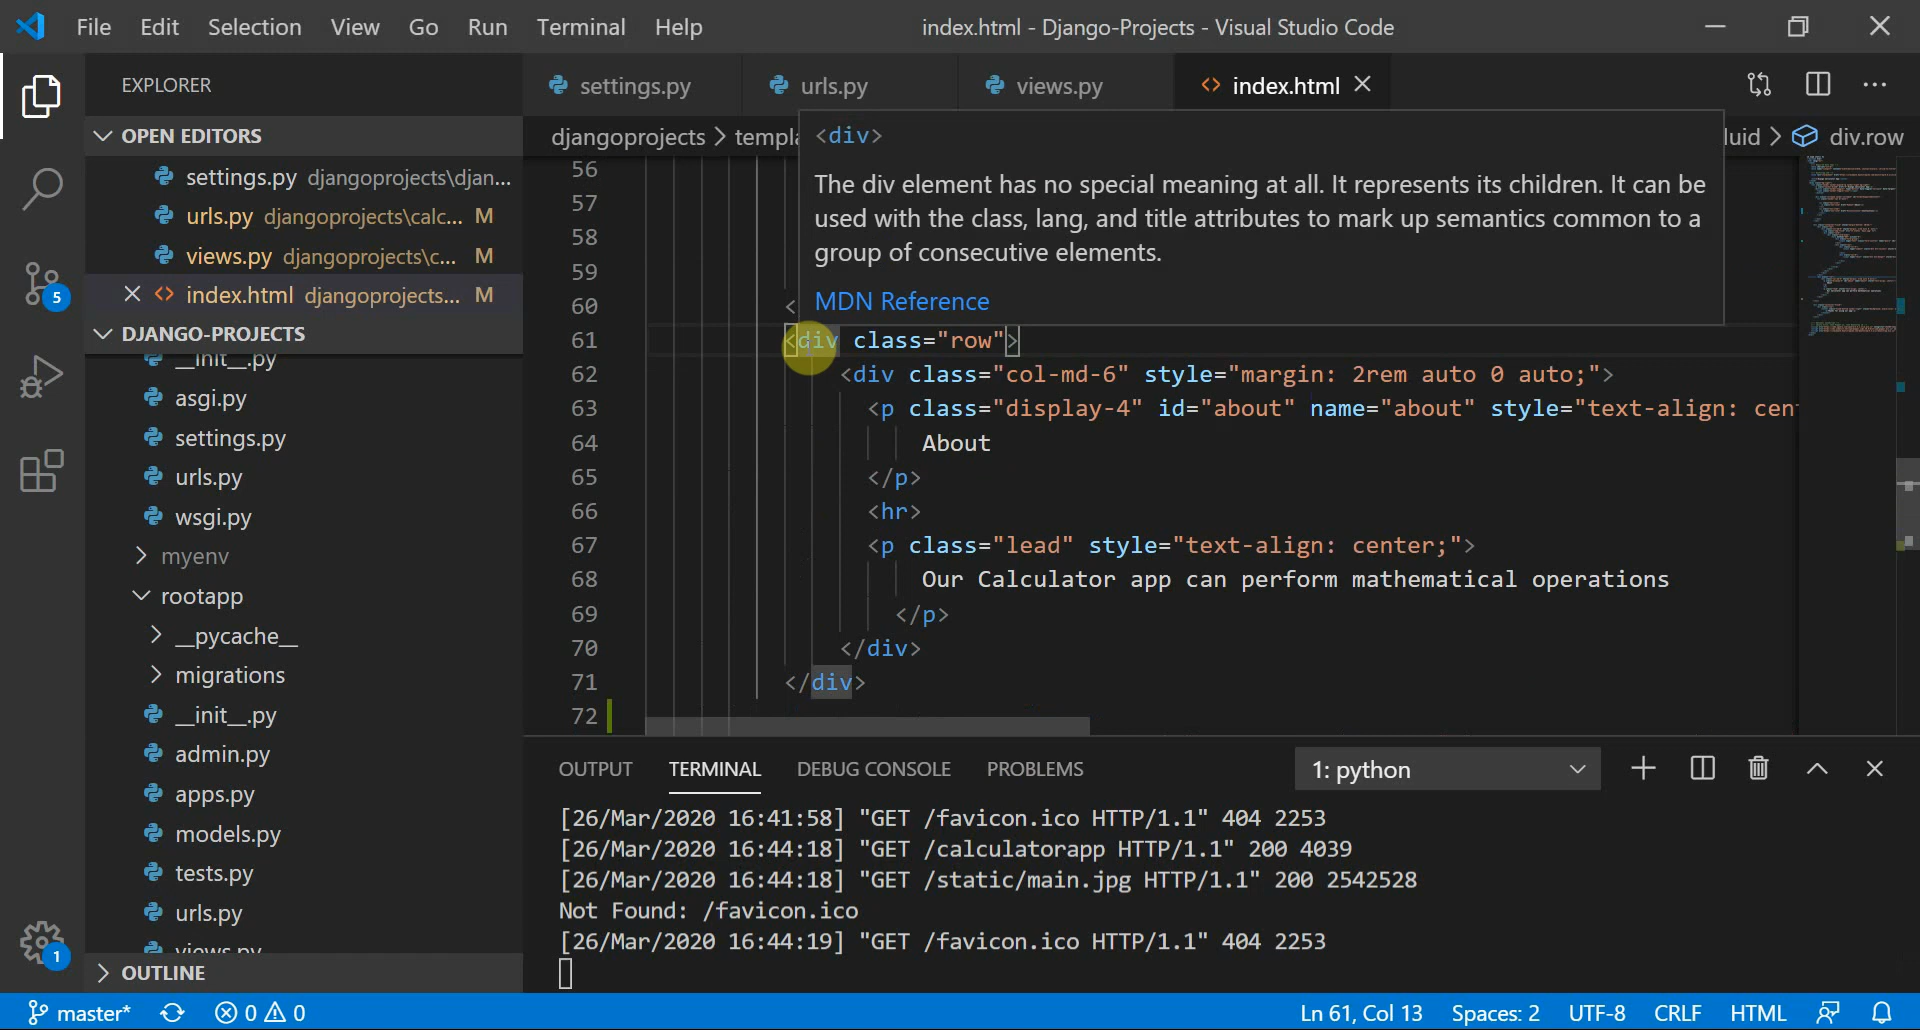 File Edit Selection View Go Run Terminal Help
index.html - Django-Projects - Visual Studio Code
EXPLORER
settings.py
urls.py
views.py
<> index.html
OPEN EDITORS
djangoprojects > templa
luid > div.row
settings.py djangoprojects\djan...
urls.py djangoprojects\calc... M
views.py djangoprojects\c... M
<> index.html djangoprojects... M
DJANGO-PROJECTS
__init__.py
asgi.py
settings.py
urls.py
wsgi.py
myenv
rootapp
__pycache__
migrations
__init__.py
admin.py
apps.py
models.py
tests.py
urls.py
views.py
OUTLINE
5
1
<div>
The div element has no special meaning at all. It represents its children. It can be
used with the class, lang, and title attributes to mark up semantics common to a
group of consecutive elements.
MDN Reference
56
57
58
59
60 <
61 <div class="row">
62 <div class="col-md-6" style="margin: 2rem auto 0 auto;">
63 <p class="display-4" id="about" name="about" style="text-align: cen
64 About
65 </p>
66 <hr>
67 <p class="lead" style="text-align: center;">
68 Our Calculator app can perform mathematical operations
69 </p>
70 </div>
71 </div>
72
OUTPUT TERMINAL DEBUG CONSOLE PROBLEMS
1: python
[26/Mar/2020 16:41:58] "GET /favicon.ico HTTP/1.1" 404 2253
[26/Mar/2020 16:44:18] "GET /calculatorapp HTTP/1.1" 200 4039
[26/Mar/2020 16:44:18] "GET /static/main.jpg HTTP/1.1" 200 2542528
Not Found: /favicon.ico
[26/Mar/2020 16:44:19] "GET /favicon.ico HTTP/1.1" 404 2253
master* 0 0
Ln 61, Col 13 Spaces: 2 UTF-8 CRLF HTML